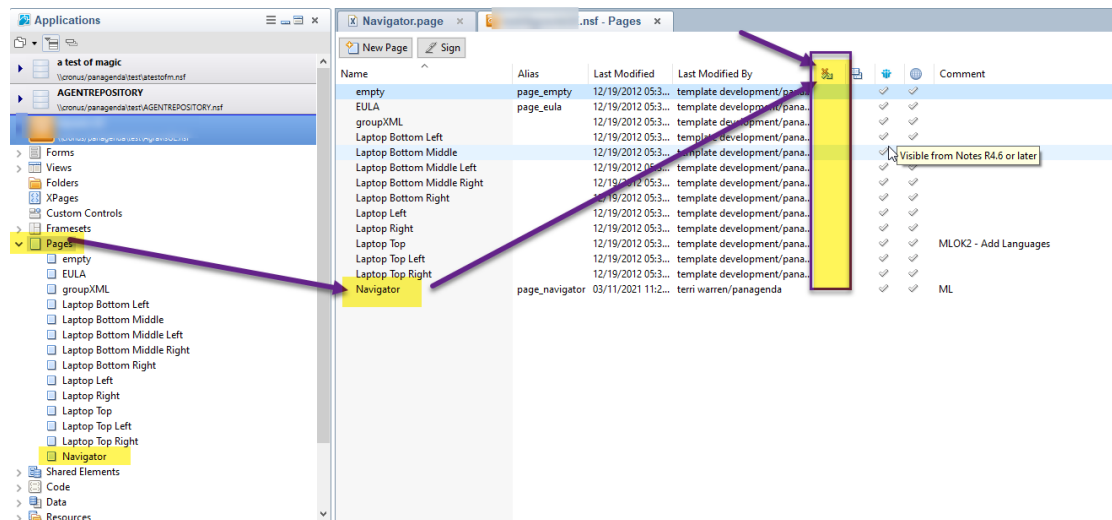 Applications
Navigator.page
.nsf - Pages
a test of magic
\\cronus/panagenda\test\atestofm.nsf
AGENTREPOSITORY
\\cronus/panagenda\test\AGENTREPOSITORY.nsf
Forms
Views
Folders
XPages
Custom Controls
Framesets
Pages
empty
EULA
groupXML
Laptop Bottom Left
Laptop Bottom Middle
Laptop Bottom Middle Left
Laptop Bottom Middle Right
Laptop Bottom Right
Laptop Left
Laptop Right
Laptop Top
Laptop Top Left
Laptop Top Right
Navigator
Shared Elements
Code
Data
Resources
New Page Sign
Name Alias Last Modified Last Modified By Comment
empty page_empty 12/19/2012 05:3... template development/pana...
EULA page_eula 12/19/2012 05:3... template development/pana...
groupXML 12/19/2012 05:3... template development/pana...
Laptop Bottom Left 12/19/2012 05:3... template development/pana...
Laptop Bottom Middle 12/19/2012 05:3... template development/pana...
Visible from Notes R4.6 or later
Laptop Bottom Middle Left 12/19/2012 05:3... template development/pana...
Laptop Bottom Middle Right 12/19/2012 05:3... template development/pana...
Laptop Bottom Right 12/19/2012 05:3... template development/pana...
Laptop Left 12/19/2012 05:3... template development/pana...
Laptop Right 12/19/2012 05:3... template development/pana...
Laptop Top 12/19/2012 05:3... template development/pana... MLOK2 - Add Languages
Laptop Top Left 12/19/2012 05:3... template development/pana...
Laptop Top Right 12/19/2012 05:3... template development/pana...
Navigator page_navigator 03/11/2021 11:2... terri warren/panagenda ML